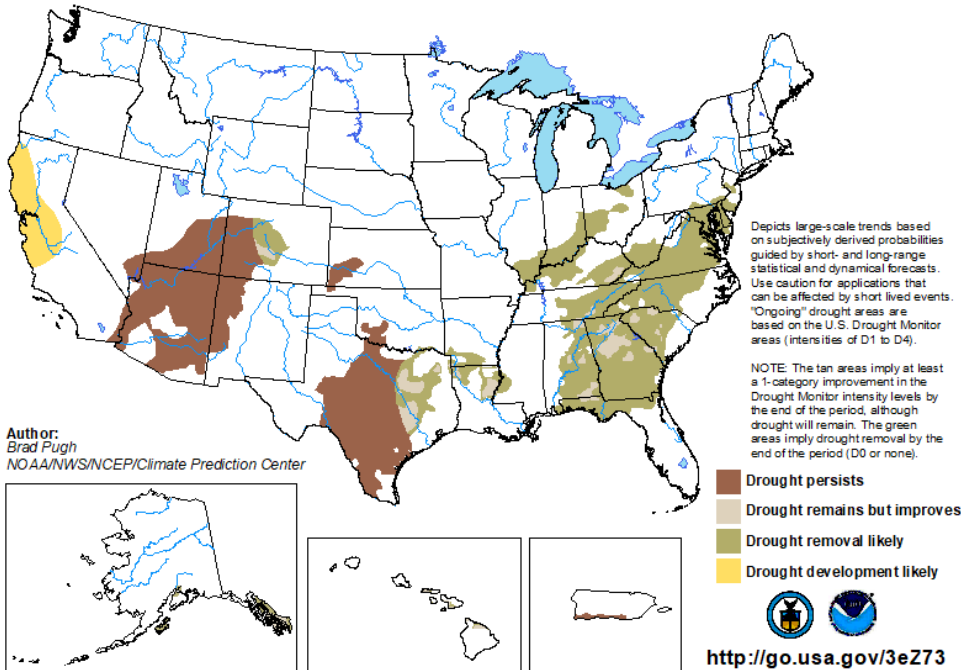 Depicts large-scale trends based
on subjectively derived probabilities
guided by short- and long-range
statistical and dynamical forecasts.
Use caution for applications that
can be affected by short lived events.
"Ongoing" drought areas are
based on the U.S. Drought Monitor
areas (intensities of D1 to D4).
NOTE: The tan areas imply at least
a 1-category improvement in the
Drought Monitor intensity levels by
the end of the period, although
drought will remain. The green
areas imply drought removal by the
end of the period (D0 or none).
Author:
Brad Pugh
NOAA/NWS/NCEP/Climate Prediction Center
Drought persists
Drought remains but improves
Drought removal likely
Drought development likely
http://go.usa.gov/3eZ73